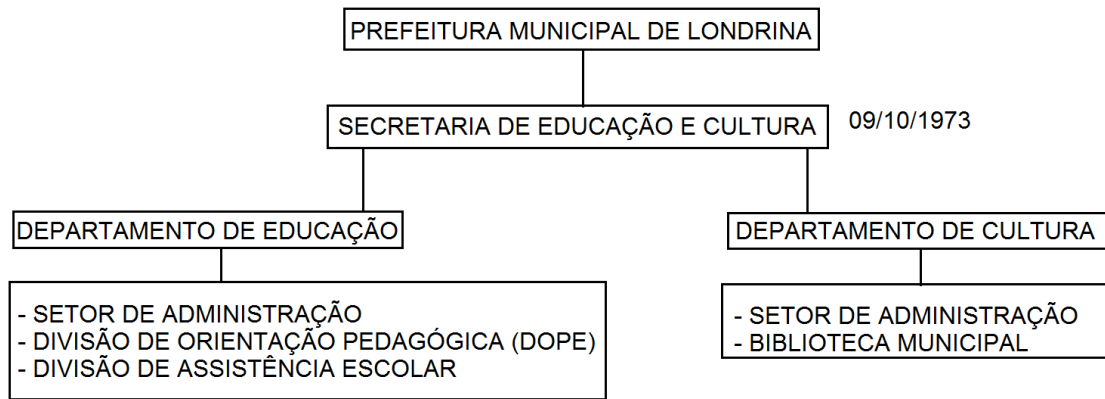 PREFEITURA MUNICIPAL DE LONDRINA
SECRETARIA DE EDUCAÇÃO E CULTURA
09/10/1973
DEPARTAMENTO DE EDUCAÇÃO
DEPARTAMENTO DE CULTURA
- SETOR DE ADMINISTRAÇÃO
- DIVISÃO DE ORIENTAÇÃO PEDAGÓGICA (DOPE)
- DIVISÃO DE ASSISTÊNCIA ESCOLAR
- SETOR DE ADMINISTRAÇÃO
- BIBLIOTECA MUNICIPAL